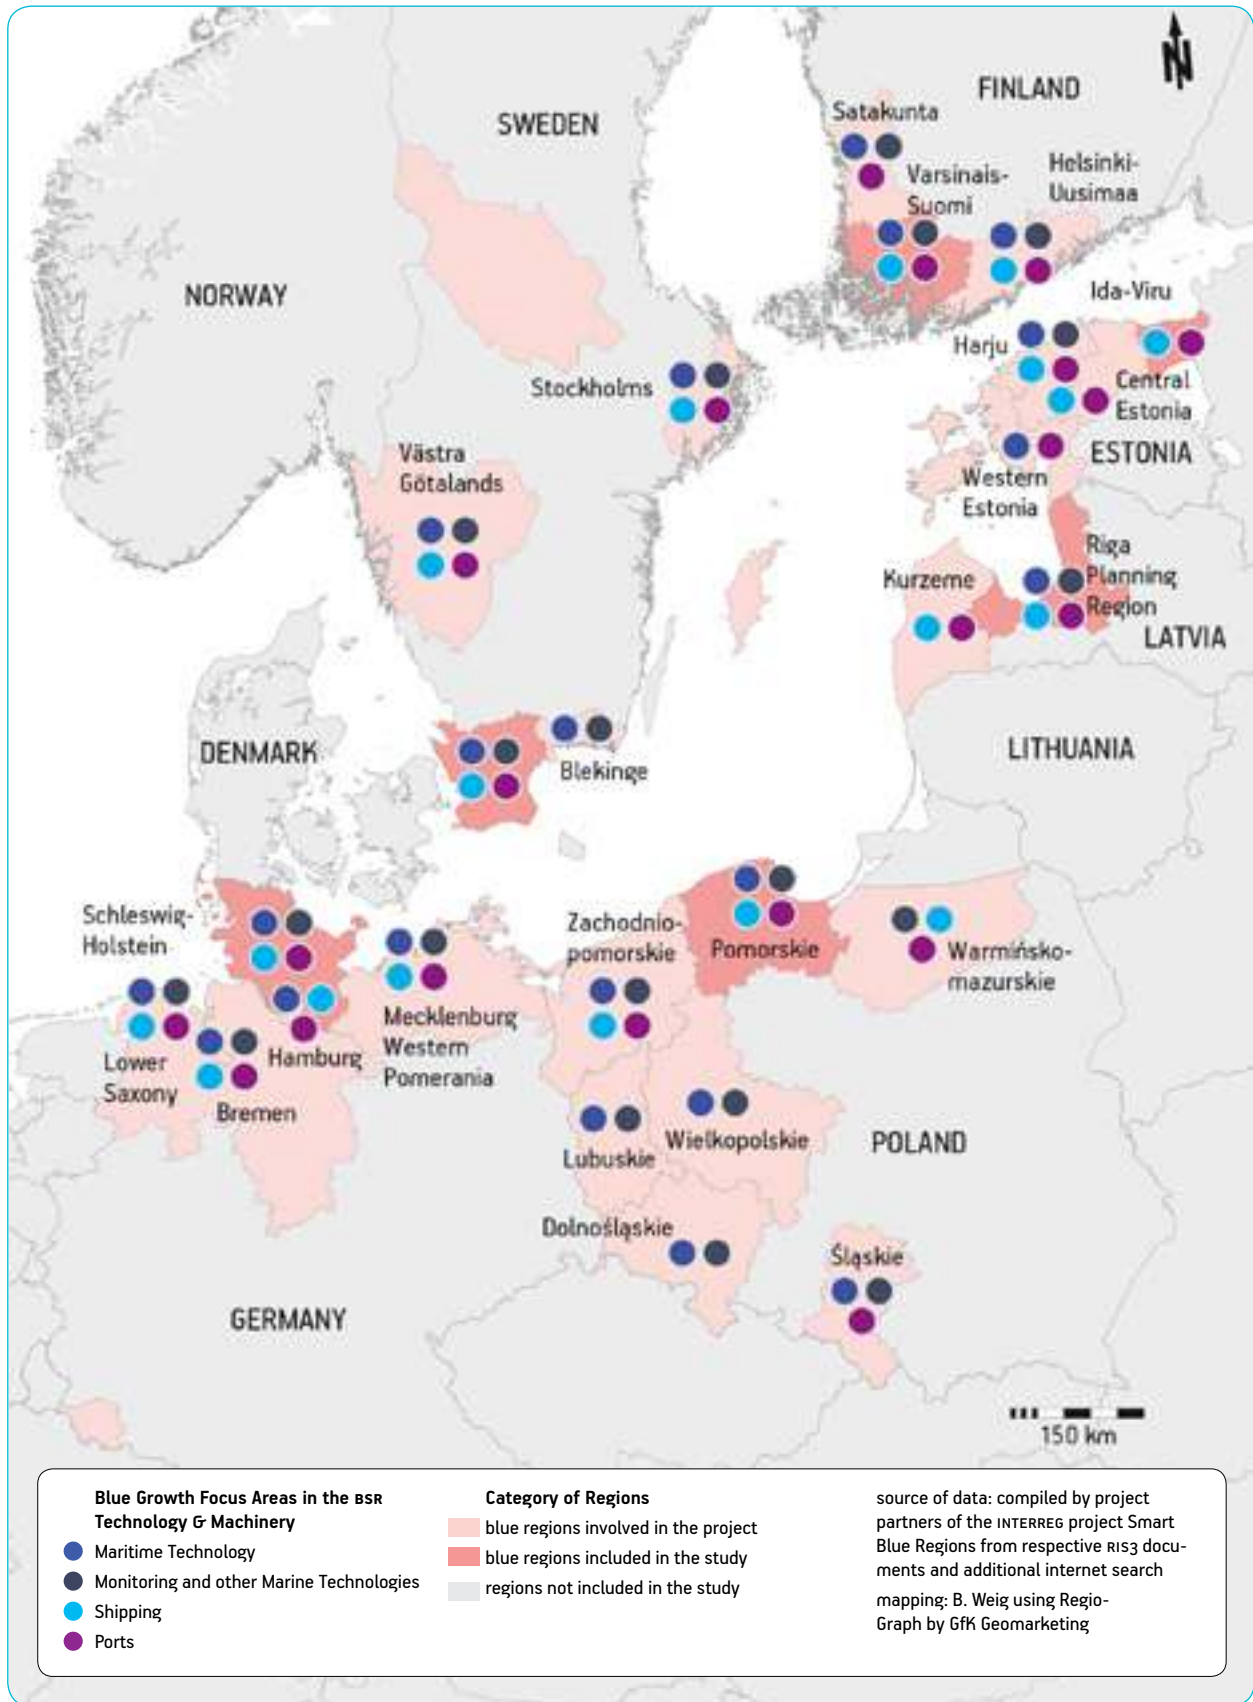 N
FINLAND
SWEDEN
Satakunta
Helsinki-
Uusimaa
Varsinais-
Suomi
NORWAY
Ida-Viru
Harju
Stockholms
Central
Estonia
Västra
Götalands
ESTONIA
Western
Estonia
Riga
Planning
Region
Kurzeme
LATVIA
DENMARK
LITHUANIA
Blekinge
Schleswig-
Holstein
Zachodnio-
pomorskie
Pomorskie
Warmińsko-
mazurskie
Mecklenburg
Western
Pomerania
Hamburg
Lower
Saxony
Bremen
Wielkopolskie
POLAND
Lubuskie
Dolnośląskie
Śląskie
GERMANY
150 km
Blue Growth Focus Areas in the BSR
Technology & Machinery
Maritime Technology
Monitoring and other Marine Technologies
Shipping
Ports
Category of Regions
blue regions involved in the project
blue regions included in the study
regions not included in the study
source of data: compiled by project
partners of the INTERREG project Smart
Blue Regions from respective RIS3 docu-
ments and additional internet search
mapping: B. Weig using Regio-
Graph by GfK Geomarketing